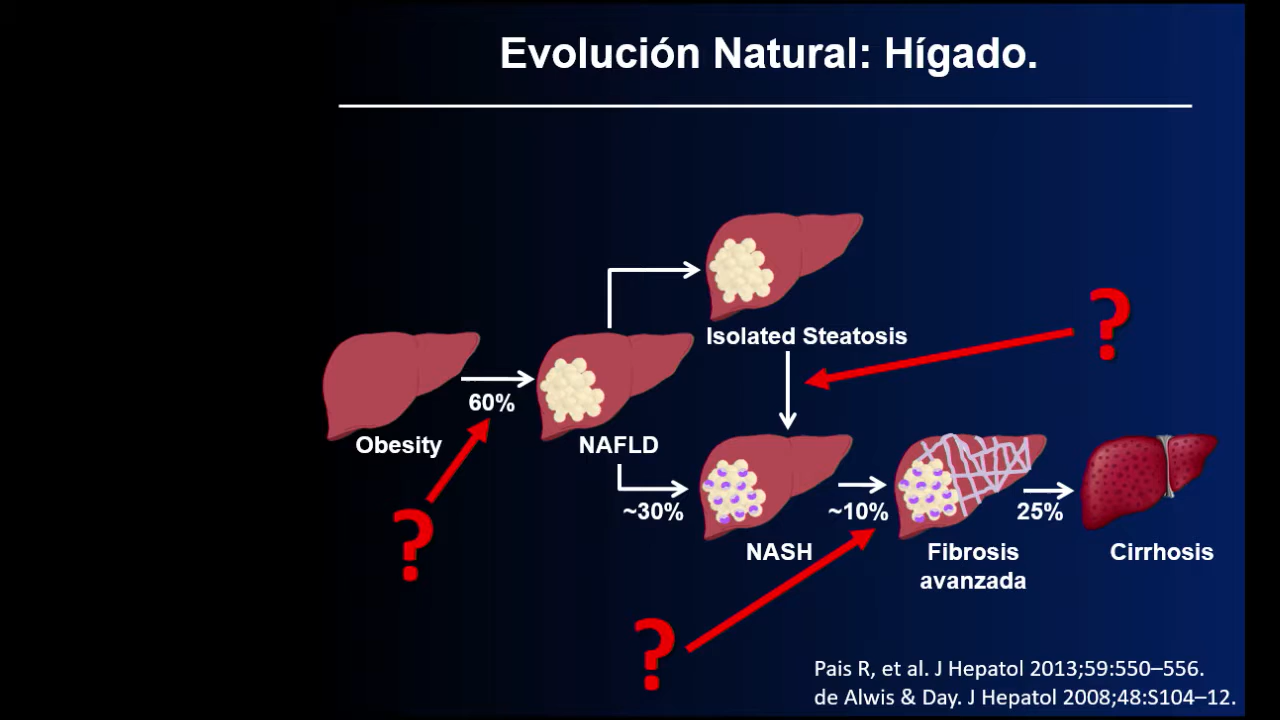 Evolución Natural: Hígado.
Isolated Steatosis
?
60%
Obesity
NAFLD
~30%
~10%
25%
?
NASH
Fibrosis
avanzada
Cirrhosis
?
Pais R, et al. J Hepatol 2013;59:550–556.
de Alwis & Day. J Hepatol 2008;48:S104–12.